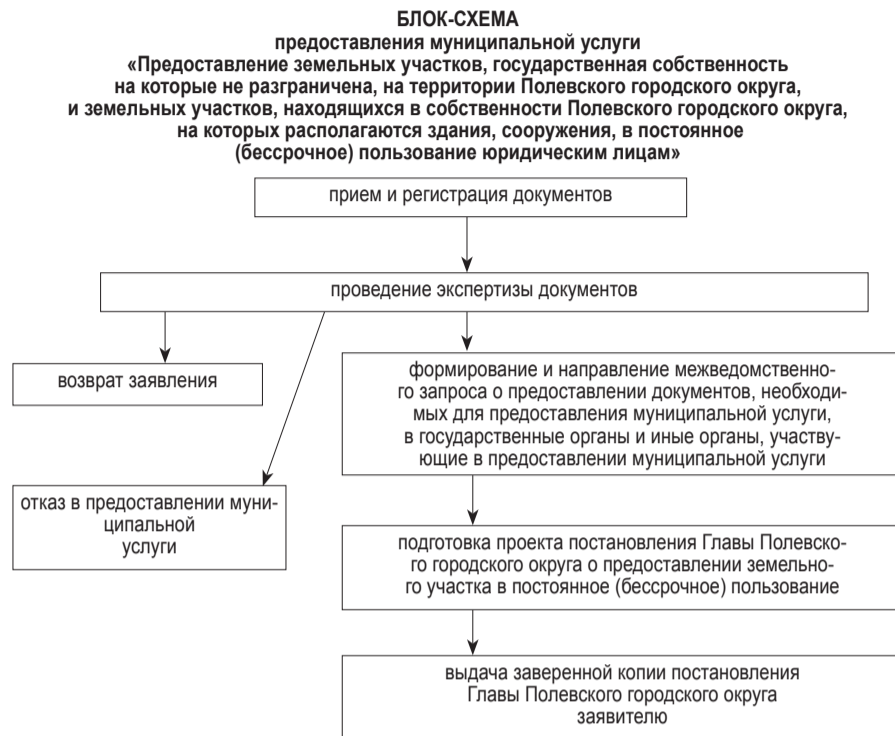 БЛОК-СХЕМА
предоставления муниципальной услуги
«Предоставление земельных участков, государственная собственность
на которые не разграничена, на территории Полевского городского округа,
и земельных участков, находящихся в собственности Полевского городского округа,
на которых располагаются здания, сооружения, в постоянное
(бессрочное) пользование юридическим лицам»
прием и регистрация документов
проведение экспертизы документов
возврат заявления
формирование и направление межведомственно-
го запроса о предоставлении документов, необходи-
мых для предоставления муниципальной услуги,
в государственные органы и иные органы, участву-
ющие в предоставлении муниципальной услуги
отказ в предоставлении муни-
ципальной
услуги
подготовка проекта постановления Главы Полевско-
го городского округа о предоставлении земельно-
го участка в постоянное (бессрочное) пользование
выдача заверенной копии постановления
Главы Полевского городского округа
заявителю